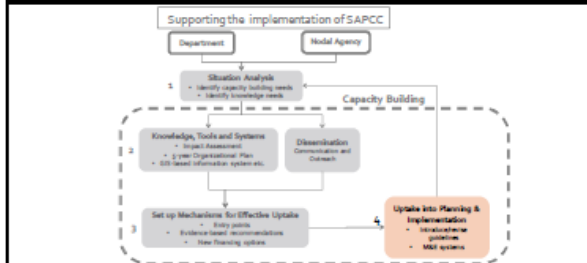 Supporting the implementation of SAPCC
Department
Nodal Agency
1
Situation Analysis
• Identify capacity building needs
• Identify knowledge needs
Capacity Building
2
Knowledge, Tools and Systems
• Impact Assessment
• 5-year Organizational Plan
• GIS-based information system etc.
Dissemination
Communication and
Outreach
3
Set up Mechanisms for Effective Uptake
• Entry points
• Evidence-based recommendations
• New financing options
4
Uptake into Planning &
Implementation
guidelines
• M&E systems